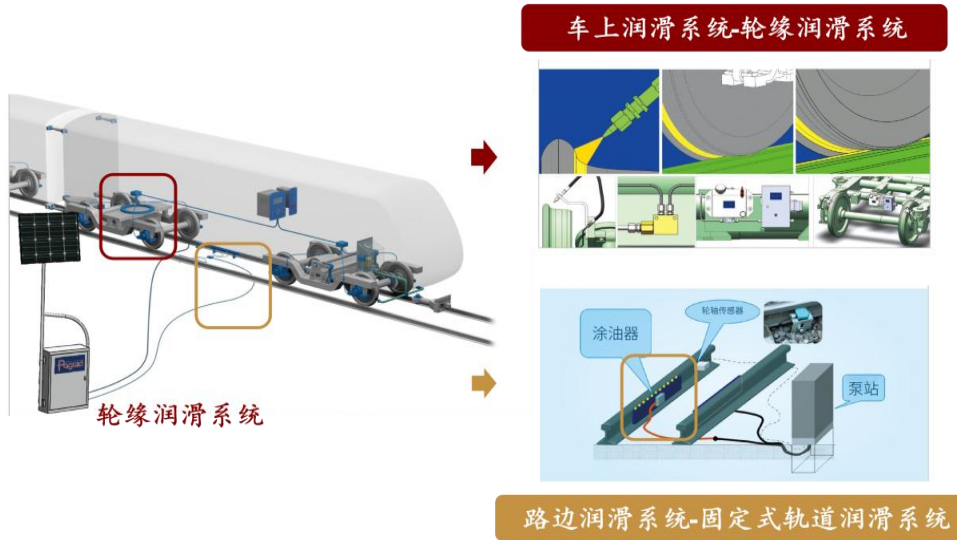 车上润滑系统-轮缘润滑系统
轮轴传感器
涂油器
泵站
轮缘润滑系统
路边润滑系统-固定式轨道润滑系统